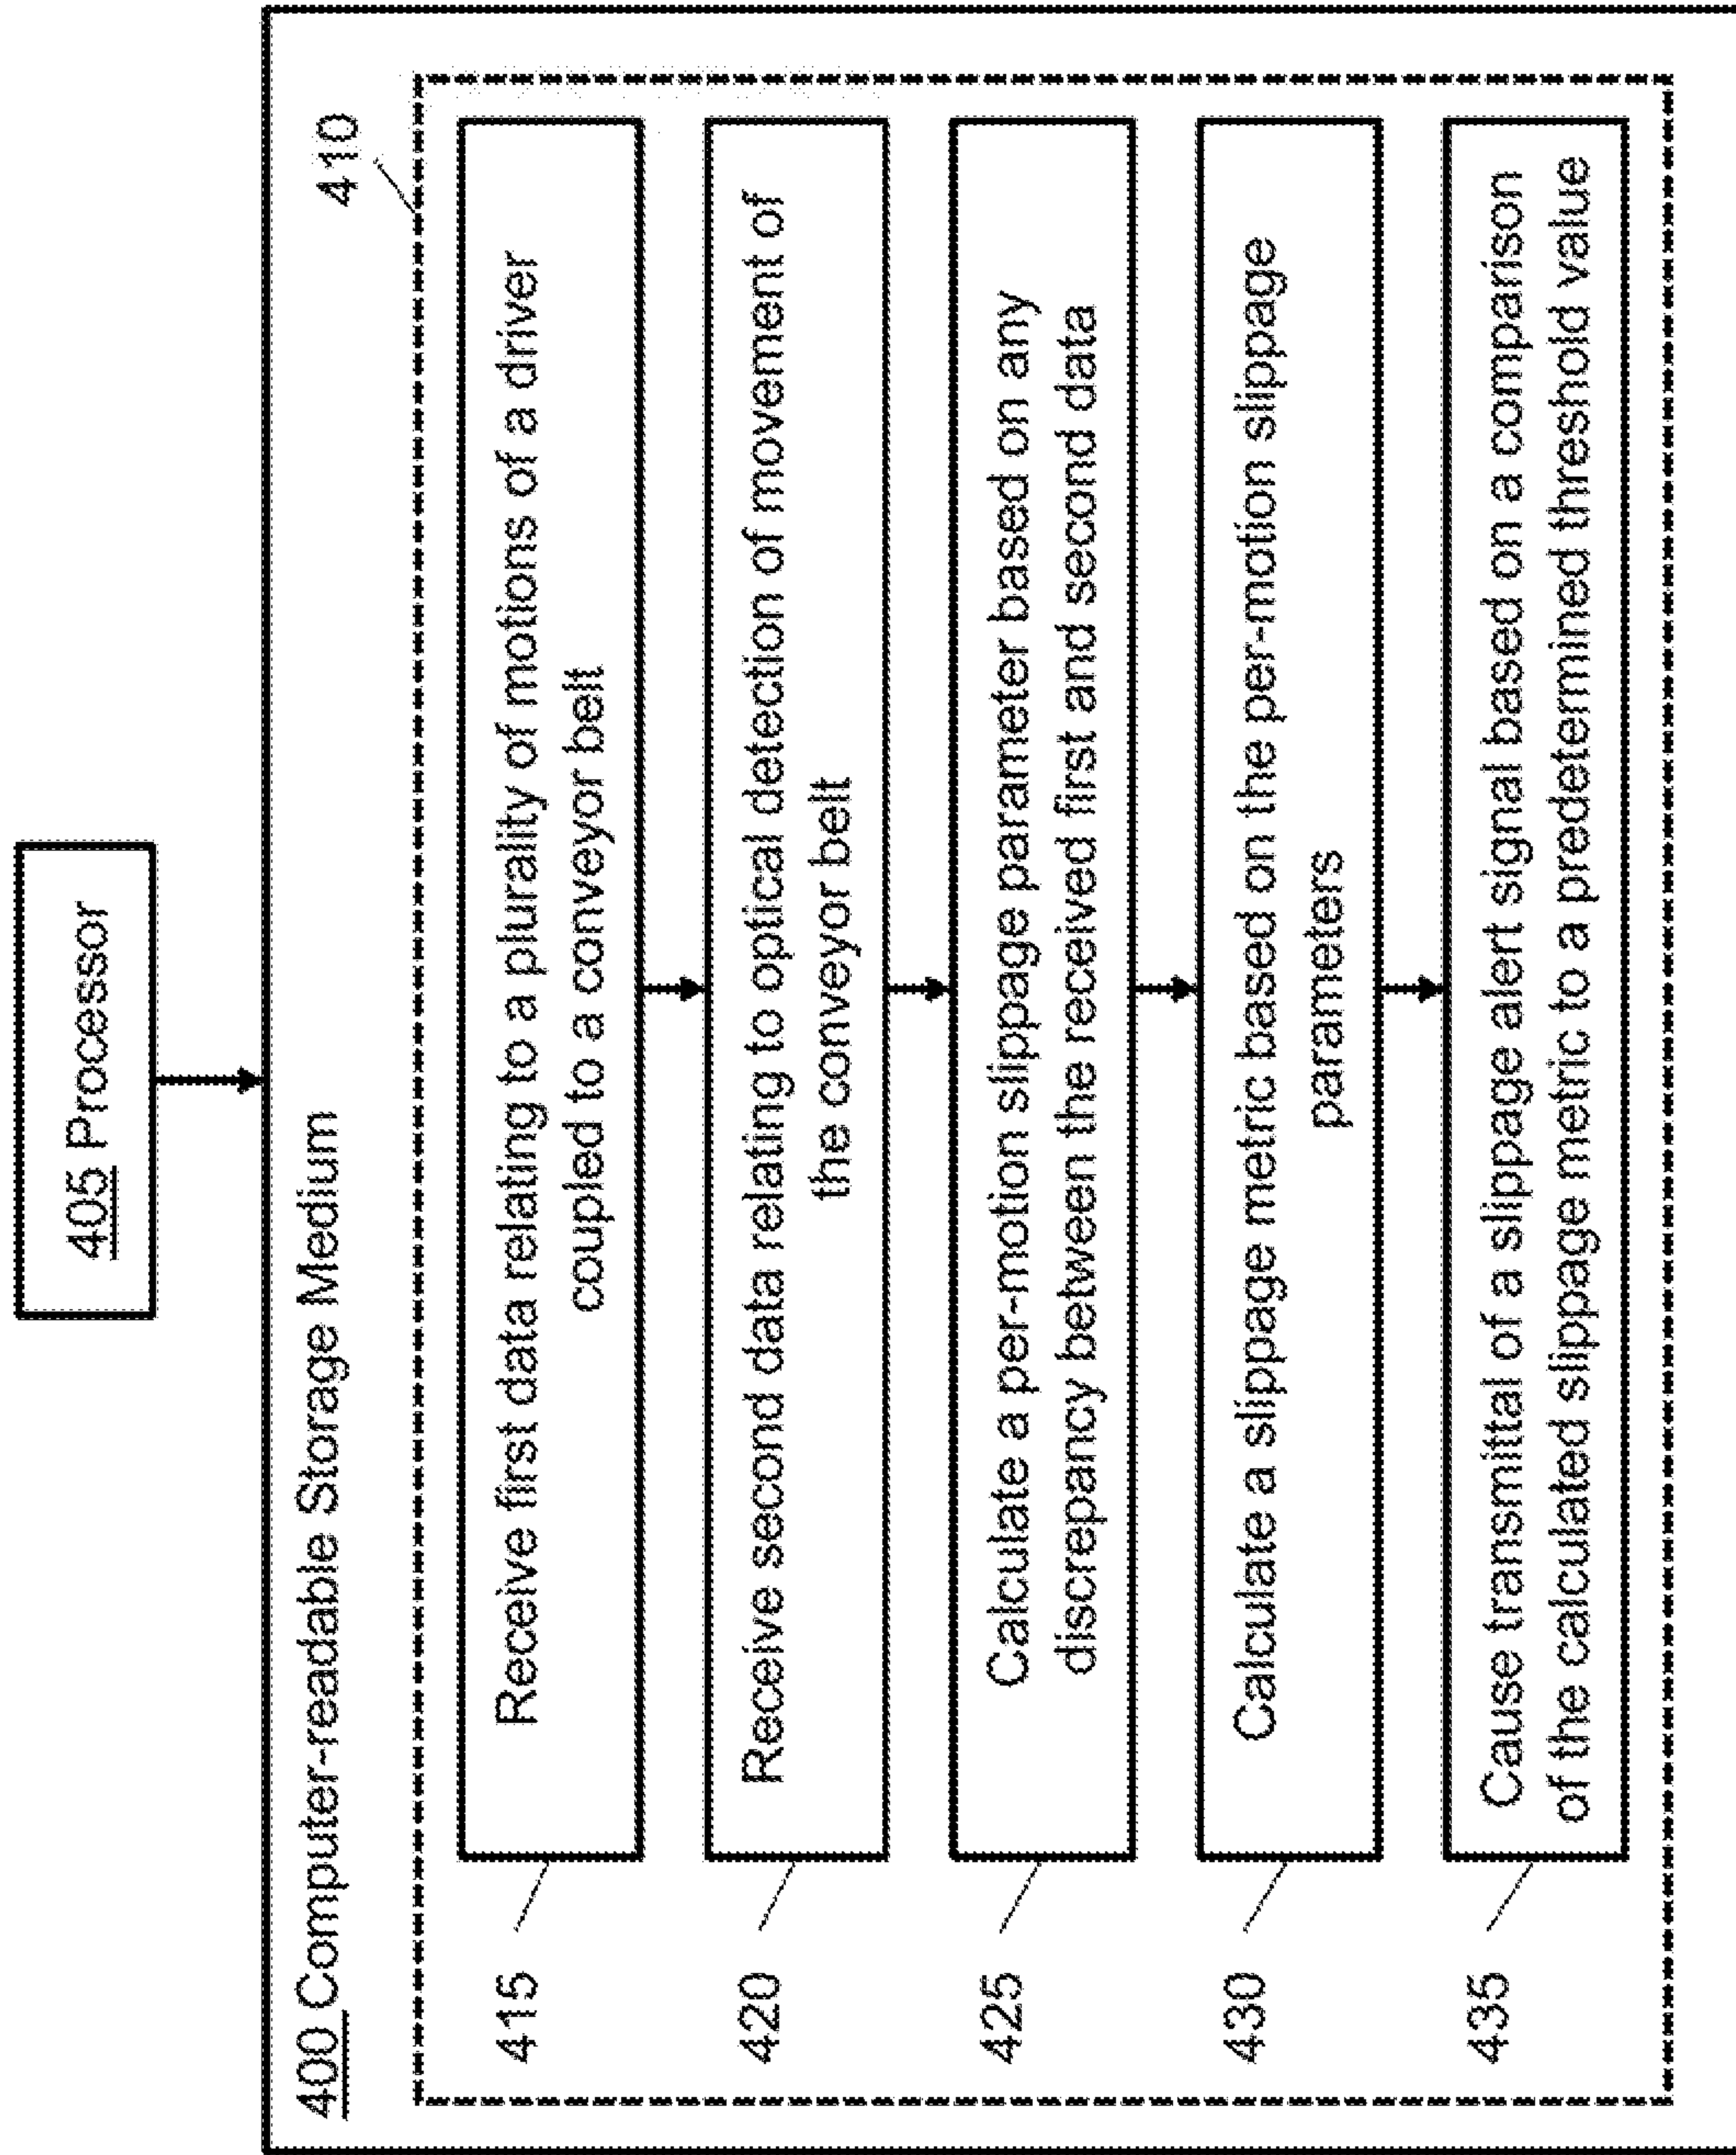 405 Processor
400 Computer-readable Storage Medium
410
415
Receive first data relating to a plurality of motions of a driver
coupled to a conveyor belt
420
Receive second data relating to optical detection of movement of
the conveyor belt
425
Calculate a per-motion slippage parameter based on any
discrepancy between the received first and second data
430
Calculate a slippage metric based on the per-motion slippage
parameters
435
Cause transmittal of a slippage alert signal based on a comparison
of the calculated slippage metric to a predetermined threshold value